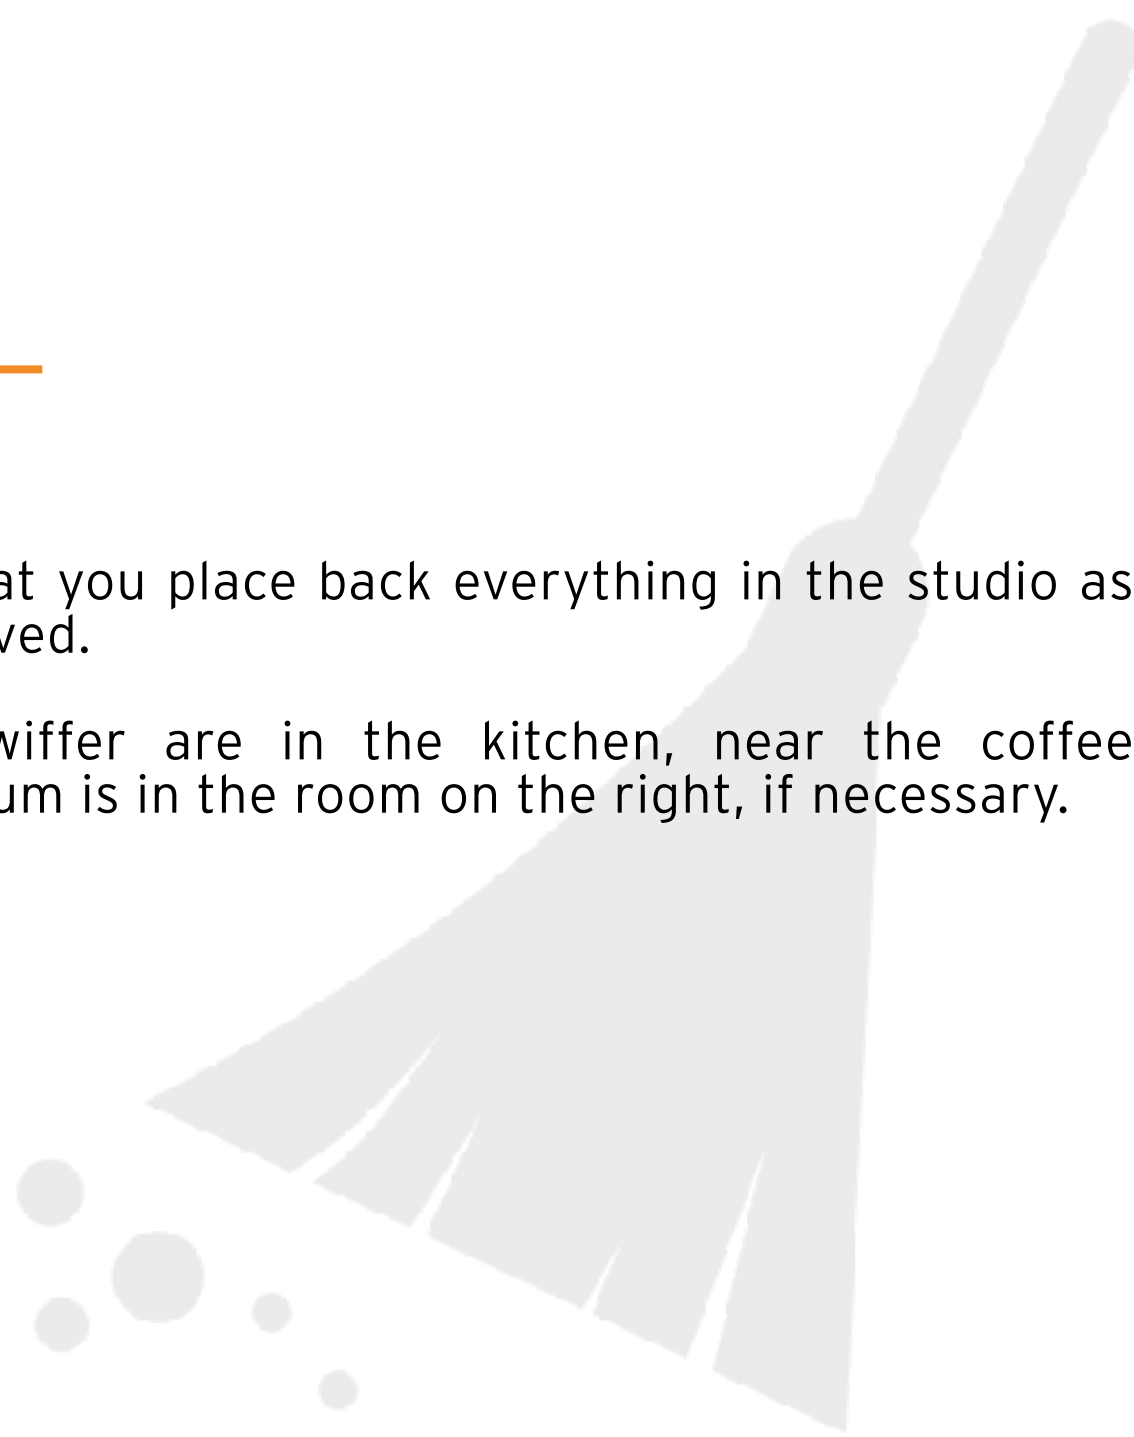 at you place back everything in the studio as
ved.
wiffer are in the kitchen, near the coffee
um is in the room on the right, if necessary.